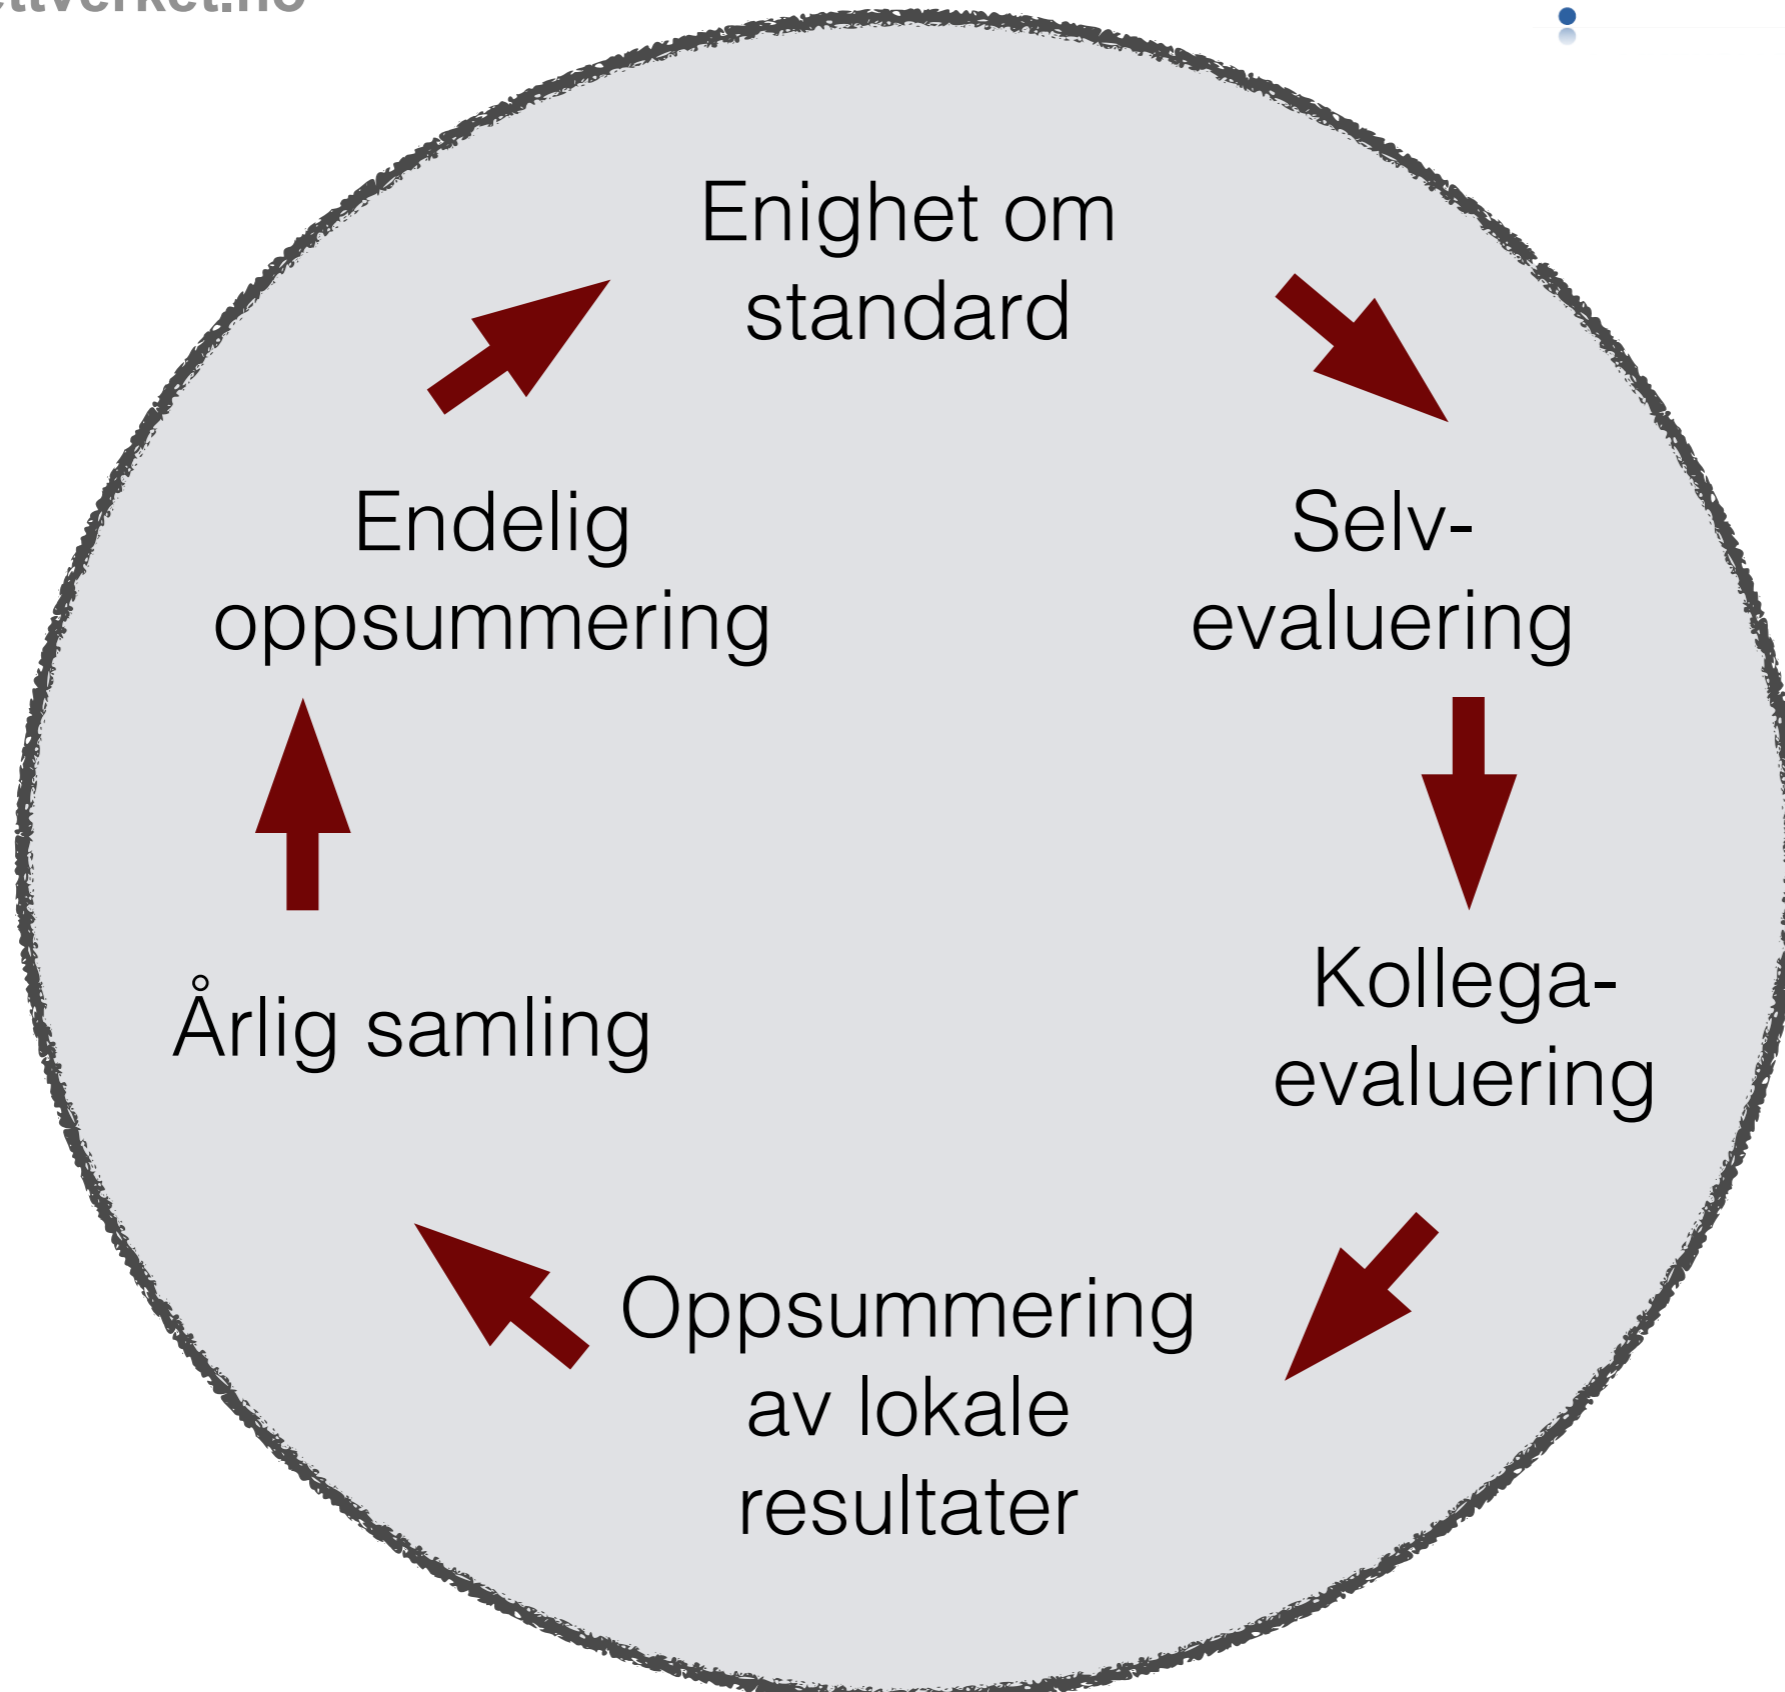 Enighet om
standard
Selv-
evaluering
Kollega-
evaluering
Oppsummering
av lokale
resultater
Årlig samling
Endelig
oppsummering